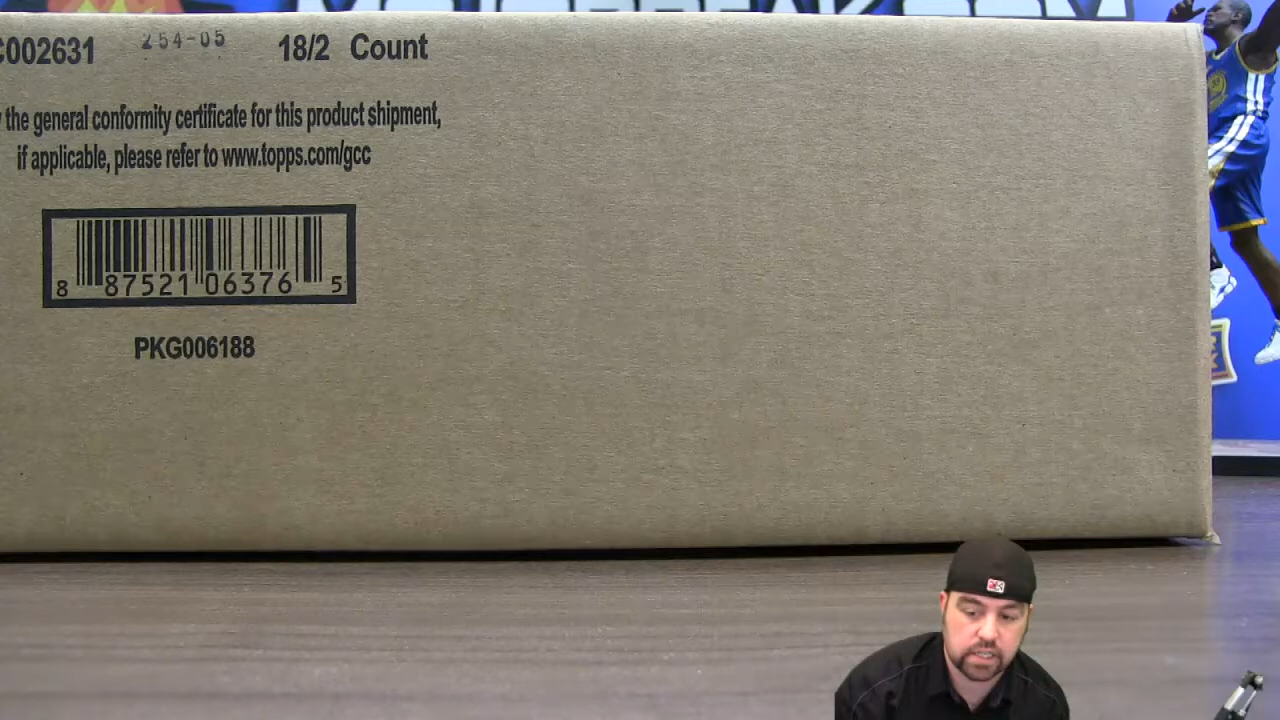 C002631 254-05 18/2 Count
the general conformity certificate for this product shipment,
if applicable, please refer to www.topps.com/gcc
8 87521 06376 5
PKG006188